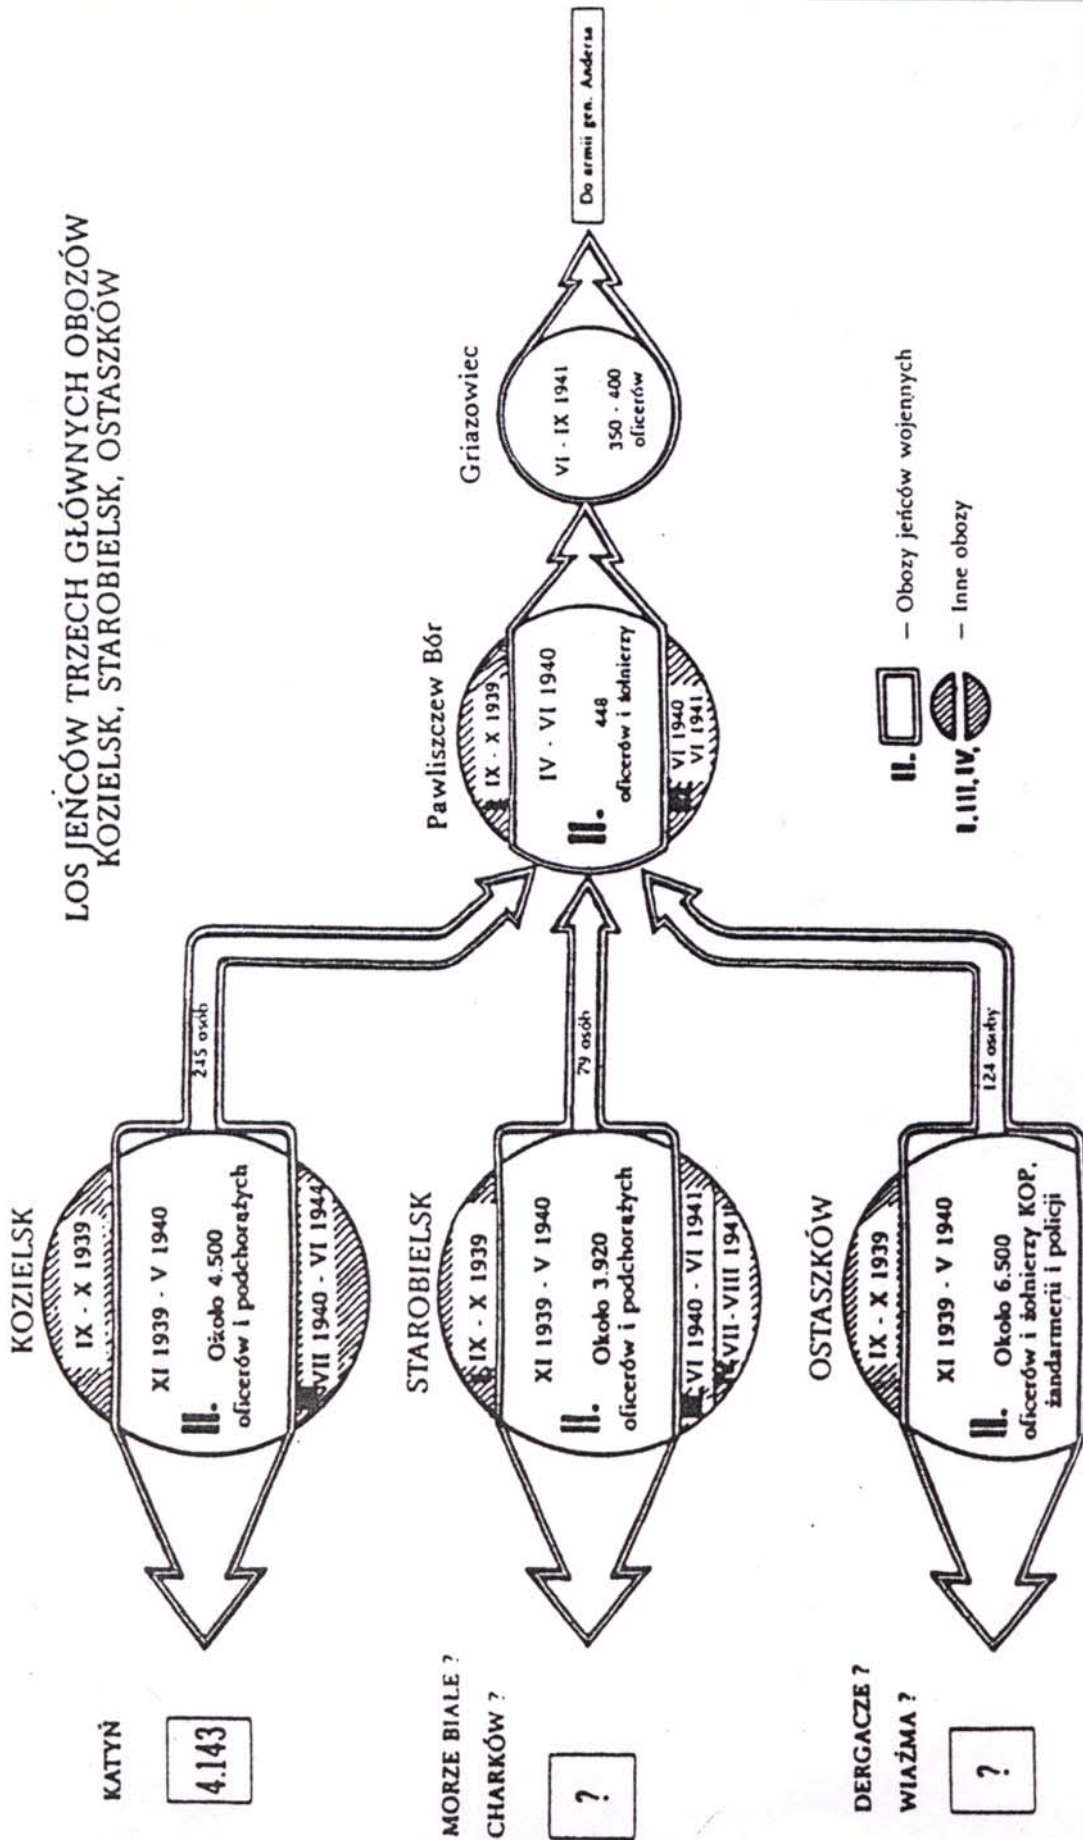 LOS JEŃCÓW TRZECH GŁÓWNYCH OBOZÓW
KOZIELSK, STAROBIELSK, OSTASZKÓW
KATYŃ
4.143
KOZIELSK
IX - X 1939
XI 1939 - V 1940
II.
Około 4.500
oficerów i podchorążych
VII 1940 - VI 1944
245 osób
MORZE BIAŁE ?
CHARKÓW ?
?
STAROBIELSK
IX - X 1939
XI 1939 - V 1940
II.
Około 3.920
oficerów i podchorążych
VI 1940 - VI 1941
VII - VIII 1941
79 osób
DERGACZE ?
WIAŹMA ?
?
OSTASZKÓW
IX - X 1939
XI 1939 - V 1940
II.
Około 6.500
oficerów i żołnierzy KOP,
żandarmerii i policji
124 osoby
Pawliszczew Bór
IX - X 1939
IV - VI 1940
II.
448
oficerów i żołnierzy
VI 1940
VI 1941
Griazowiec
VI - IX 1941
350 - 400
oficerów
Do armii gen. Andersa
II. — Obozy jeńców wojennych
I, III, IV, — Inne obozy